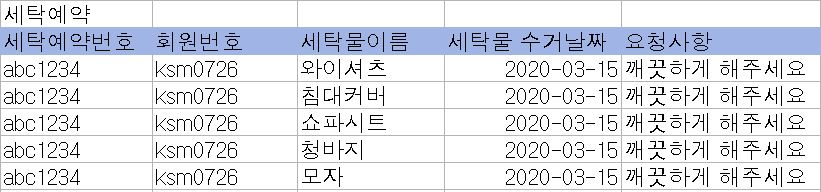 세탁예약
세탁예약번호 회원번호 세탁물이름 세탁물 수거날짜 요청사항
abc1234 ksm0726 와이셔츠 2020-03-15 깨끗하게 해주세요
abc1234 ksm0726 침대커버 2020-03-15 깨끗하게 해주세요
abc1234 ksm0726 쇼파시트 2020-03-15 깨끗하게 해주세요
abc1234 ksm0726 청바지 2020-03-15 깨끗하게 해주세요
abc1234 ksm0726 모자 2020-03-15 깨끗하게 해주세요